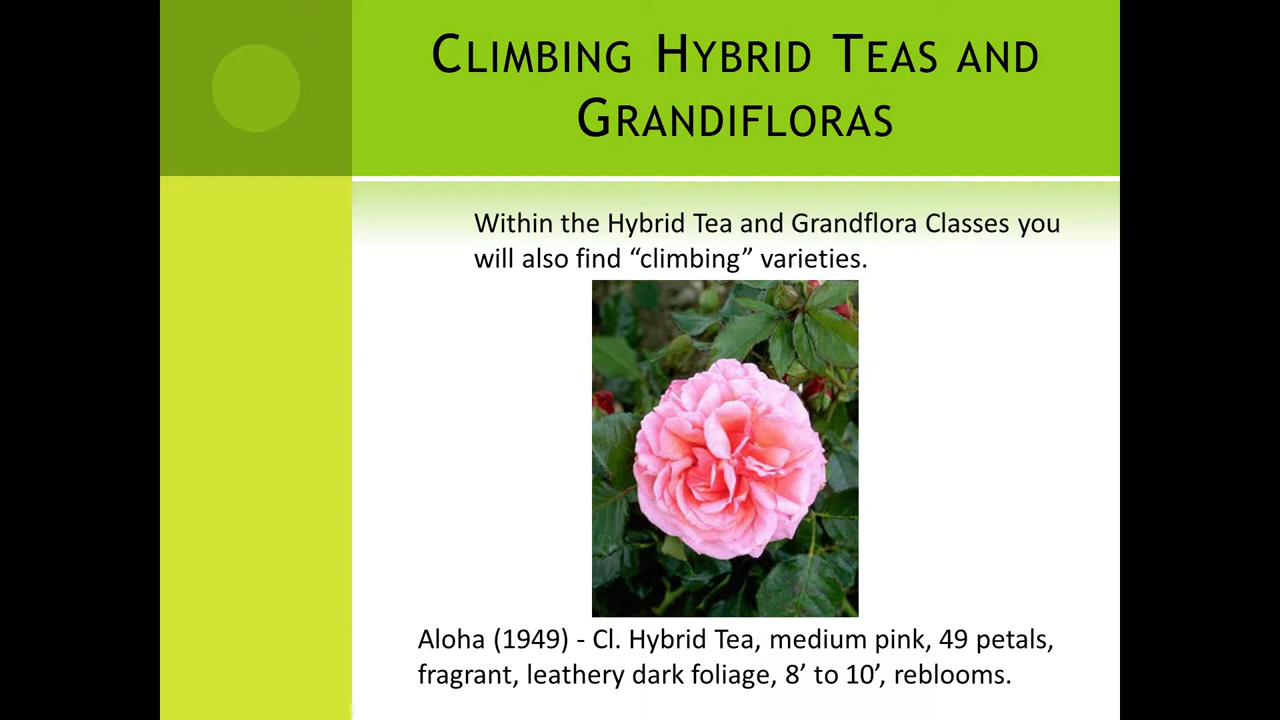 CLIMBING HYBRID TEAS AND
GRANDIFLORAS
Within the Hybrid Tea and Grandflora Classes you
will also find “climbing” varieties.
Aloha (1949) - Cl. Hybrid Tea, medium pink, 49 petals,
fragrant, leathery dark foliage, 8’ to 10’, reblooms.